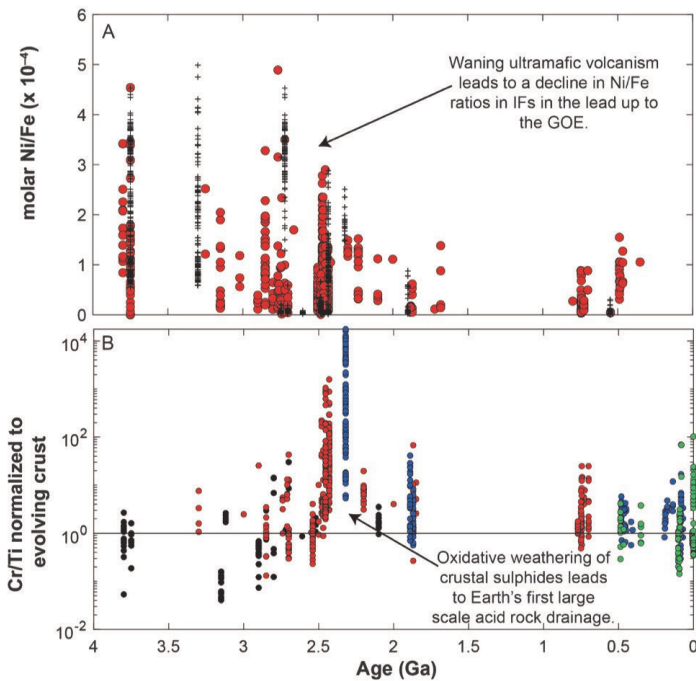 A
molar Ni/Fe (x 10⁻⁴)
6
5
4
3
2
1
0
Waning ultramafic volcanism
leads to a decline in Ni/Fe
ratios in IFs in the lead up to
the GOE.
B
Cr/Ti normalized to
evolving crust
10⁴
10²
10⁰
10⁻²
Oxidative weathering of
crustal sulphides leads
to Earth's first large
scale acid rock drainage.
4 3.5 3 2.5 2 1.5 1 0.5 0
Age (Ga)